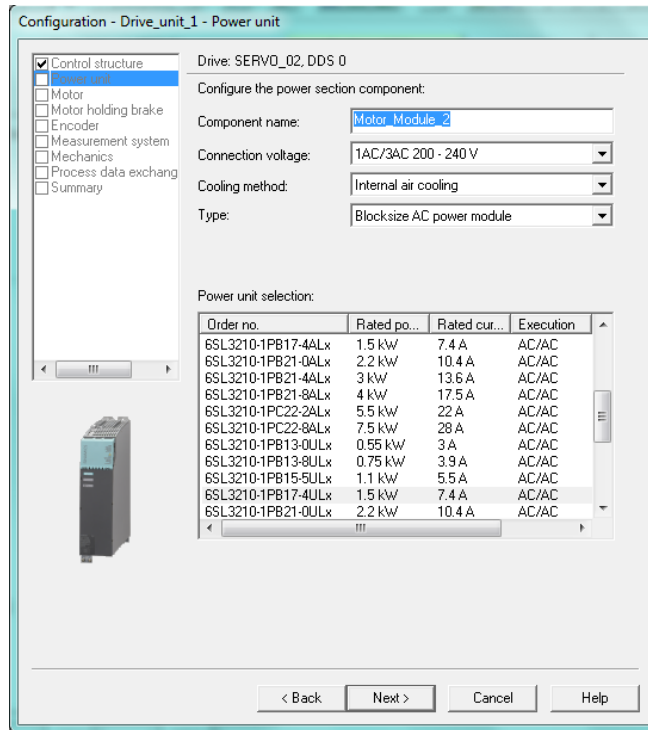 Configuration - Drive_unit_1 - Power unit
Control structure
Power unit
Motor
Motor holding brake
Encoder
Measurement system
Mechanics
Process data exchang
Summary
Drive: SERVO_02, DDS 0
Configure the power section component:
Component name: Motor_Module_2
Connection voltage: 1AC/3AC 200 - 240 V
Cooling method: Internal air cooling
Type: Blocksize AC power module
Power unit selection:
Order no. Rated po... Rated cur... Execution
6SL3210-1PB17-4ALx 1.5 kW 7.4 A AC/AC
6SL3210-1PB21-0ALx 2.2 kW 10.4 A AC/AC
6SL3210-1PB21-4ALx 3 kW 13.6 A AC/AC
6SL3210-1PB21-8ALx 4 kW 17.5 A AC/AC
6SL3210-1PC22-2ALx 5.5 kW 22 A AC/AC
6SL3210-1PC22-8ALx 7.5 kW 28 A AC/AC
6SL3210-1PB13-0ULx 0.55 kW 3 A AC/AC
6SL3210-1PB13-8ULx 0.75 kW 3.9 A AC/AC
6SL3210-1PB15-5ULx 1.1 kW 5.5 A AC/AC
6SL3210-1PB17-4ULx 1.5 kW 7.4 A AC/AC
6SL3210-1PB21-0ULx 2.2 kW 10.4 A AC/AC
< Back Next > Cancel Help